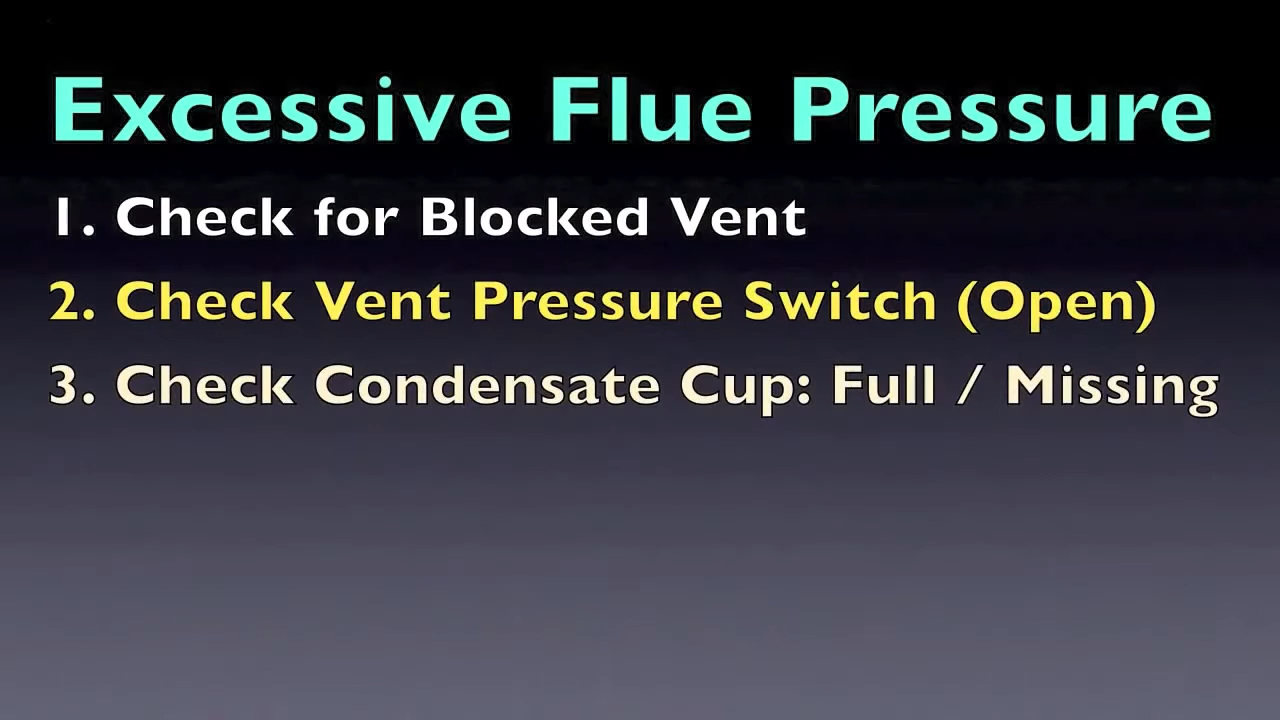 Excessive Flue Pressure
1. Check for Blocked Vent
2. Check Vent Pressure Switch (Open)
3. Check Condensate Cup: Full / Missing